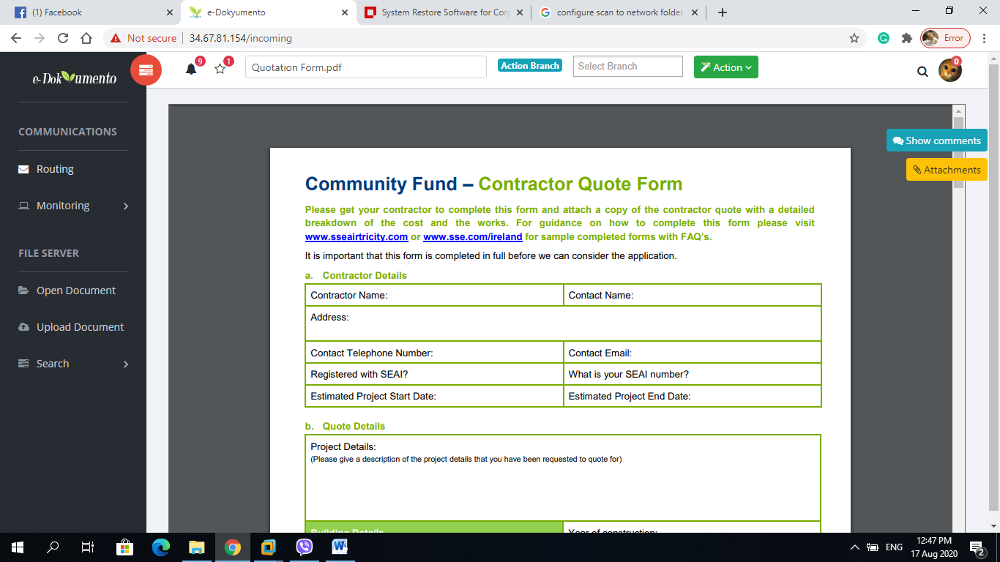 (1) Facebook
e-Dokyumento
System Restore Software for Corp
configure scan to network folder
Not secure
34.67.81.154/incoming
Error
e-Dokyumento
9
1
Quotation Form.pdf
Action Branch
Select Branch
Action
0
COMMUNICATIONS
Routing
Monitoring
FILE SERVER
Open Document
Upload Document
Search
Show comments
Attachments
Community Fund – Contractor Quote Form
Please get your contractor to complete this form and attach a copy of the contractor quote with a detailed
breakdown of the cost and the works. For guidance on how to complete this form please visit
www.sseairtricity.com or www.sse.com/ireland for sample completed forms with FAQ's.
It is important that this form is completed in full before we can consider the application.
a. Contractor Details
Contractor Name:
Contact Name:
Address:
Contact Telephone Number:
Contact Email:
Registered with SEAI?
What is your SEAI number?
Estimated Project Start Date:
Estimated Project End Date:
b. Quote Details
Project Details:
(Please give a description of the project details that you have been requested to quote for)
Building Details
Year of construction:
ENG
12:47 PM
17 Aug 2020
2